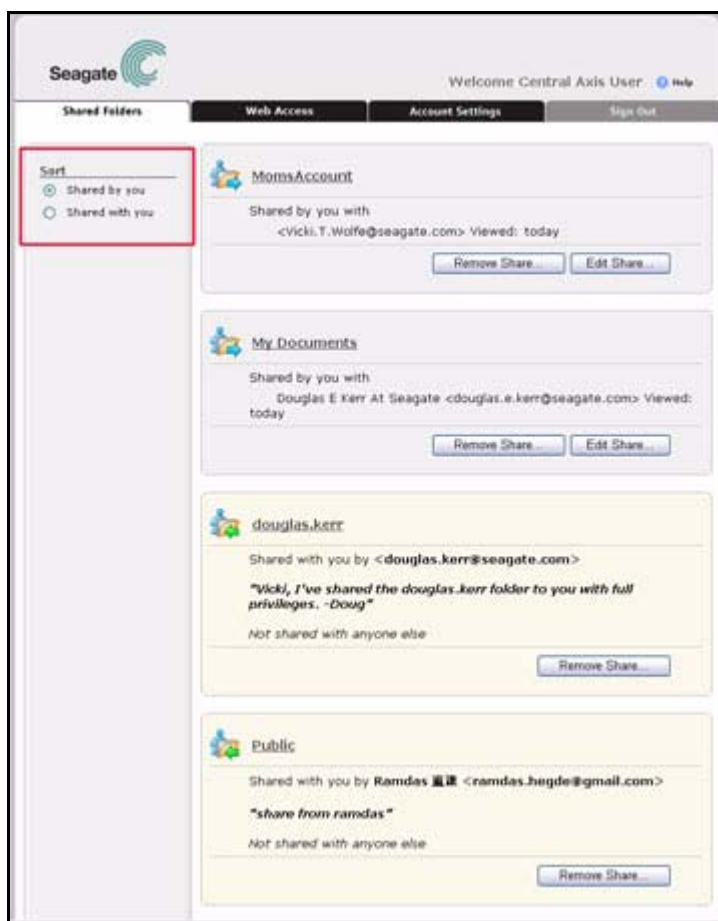 Seagate
Welcome Central Axis User Help
Shared Folders Web Access Account Settings Sign Out
Sort
Shared by you
Shared with you
MomsAccount
Shared by you with
<Vicki.T.Wolfe@seagate.com> Viewed: today
Remove Share... Edit Share...
My Documents
Shared by you with
Douglas E Kerr At Seagate <douglas.e.kerr@seagate.com> Viewed:
today
Remove Share... Edit Share...
douglas.kerr
Shared with you by <douglas.kerr@seagate.com>
"Vicki, I've shared the douglas.kerr folder to you with full
privileges. -Doug"
Not shared with anyone else
Remove Share...
Public
Shared with you by Ramdas <ramdas.hegde@gmail.com>
"share from ramdas"
Not shared with anyone else
Remove Share...